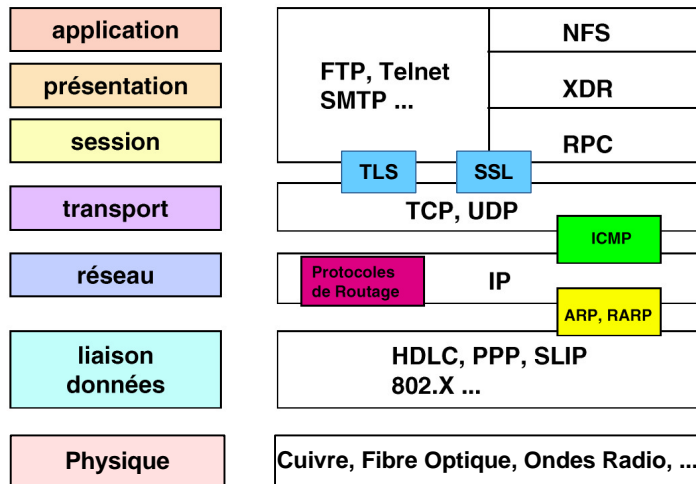 application
NFS
FTP, Telnet
SMTP ...
présentation
XDR
session
RPC
TLS
SSL
transport
TCP, UDP
ICMP
réseau
Protocoles
de Routage
IP
ARP, RARP
liaison
données
HDLC, PPP, SLIP
802.X ...
Physique
Cuivre, Fibre Optique, Ondes Radio, ...